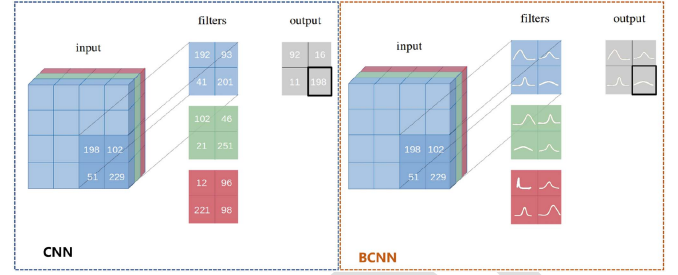 input
filters
output
192 93
41 201
92 16
11 198
102 46
21 251
198 102
51 229
12 96
221 98
CNN
input
filters
output
198 102
51 229
BCNN